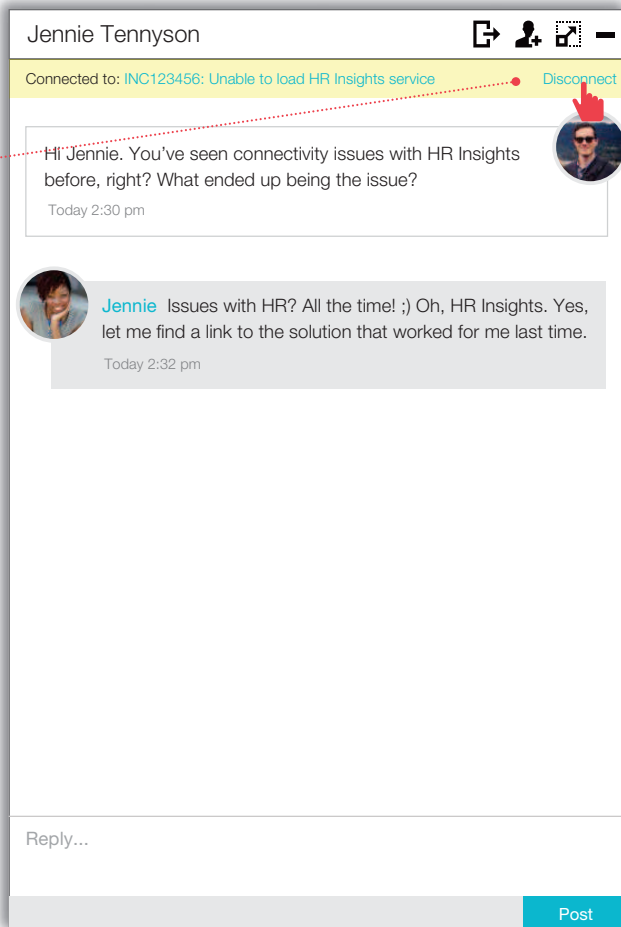 Jennie Tennyson
Connected to: INC123456: Unable to load HR Insights service Disconnect
Hi Jennie. You’ve seen connectivity issues with HR Insights
before, right? What ended up being the issue?
Today 2:30 pm
Jennie Issues with HR? All the time! ;) Oh, HR Insights. Yes,
let me find a link to the solution that worked for me last time.
Today 2:32 pm
Reply...
Post